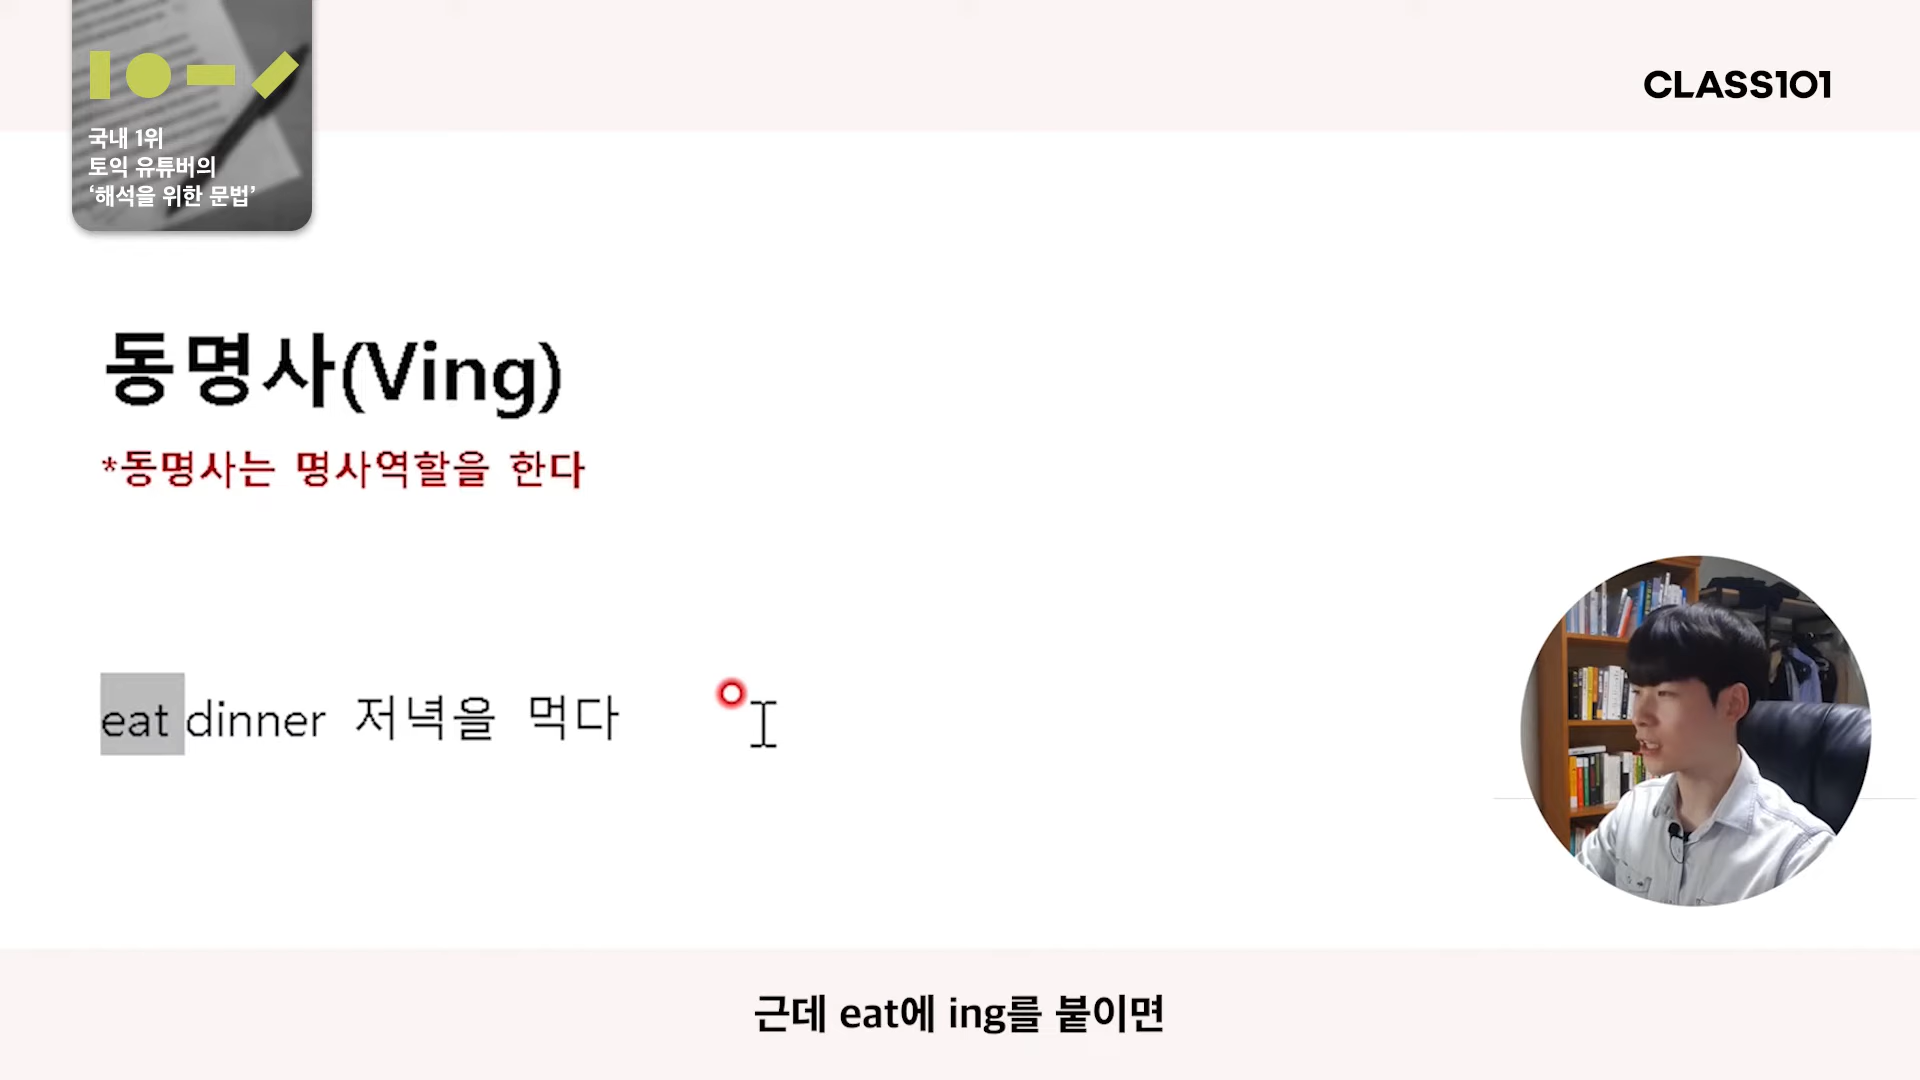 국내 1위
토익 유튜버의
‘해석을 위한 문법’
CLASS101
동명사(Ving)
*동명사는 명사역할을 한다
eat dinner 저녁을 먹다
근데 eat에 ing를 붙이면